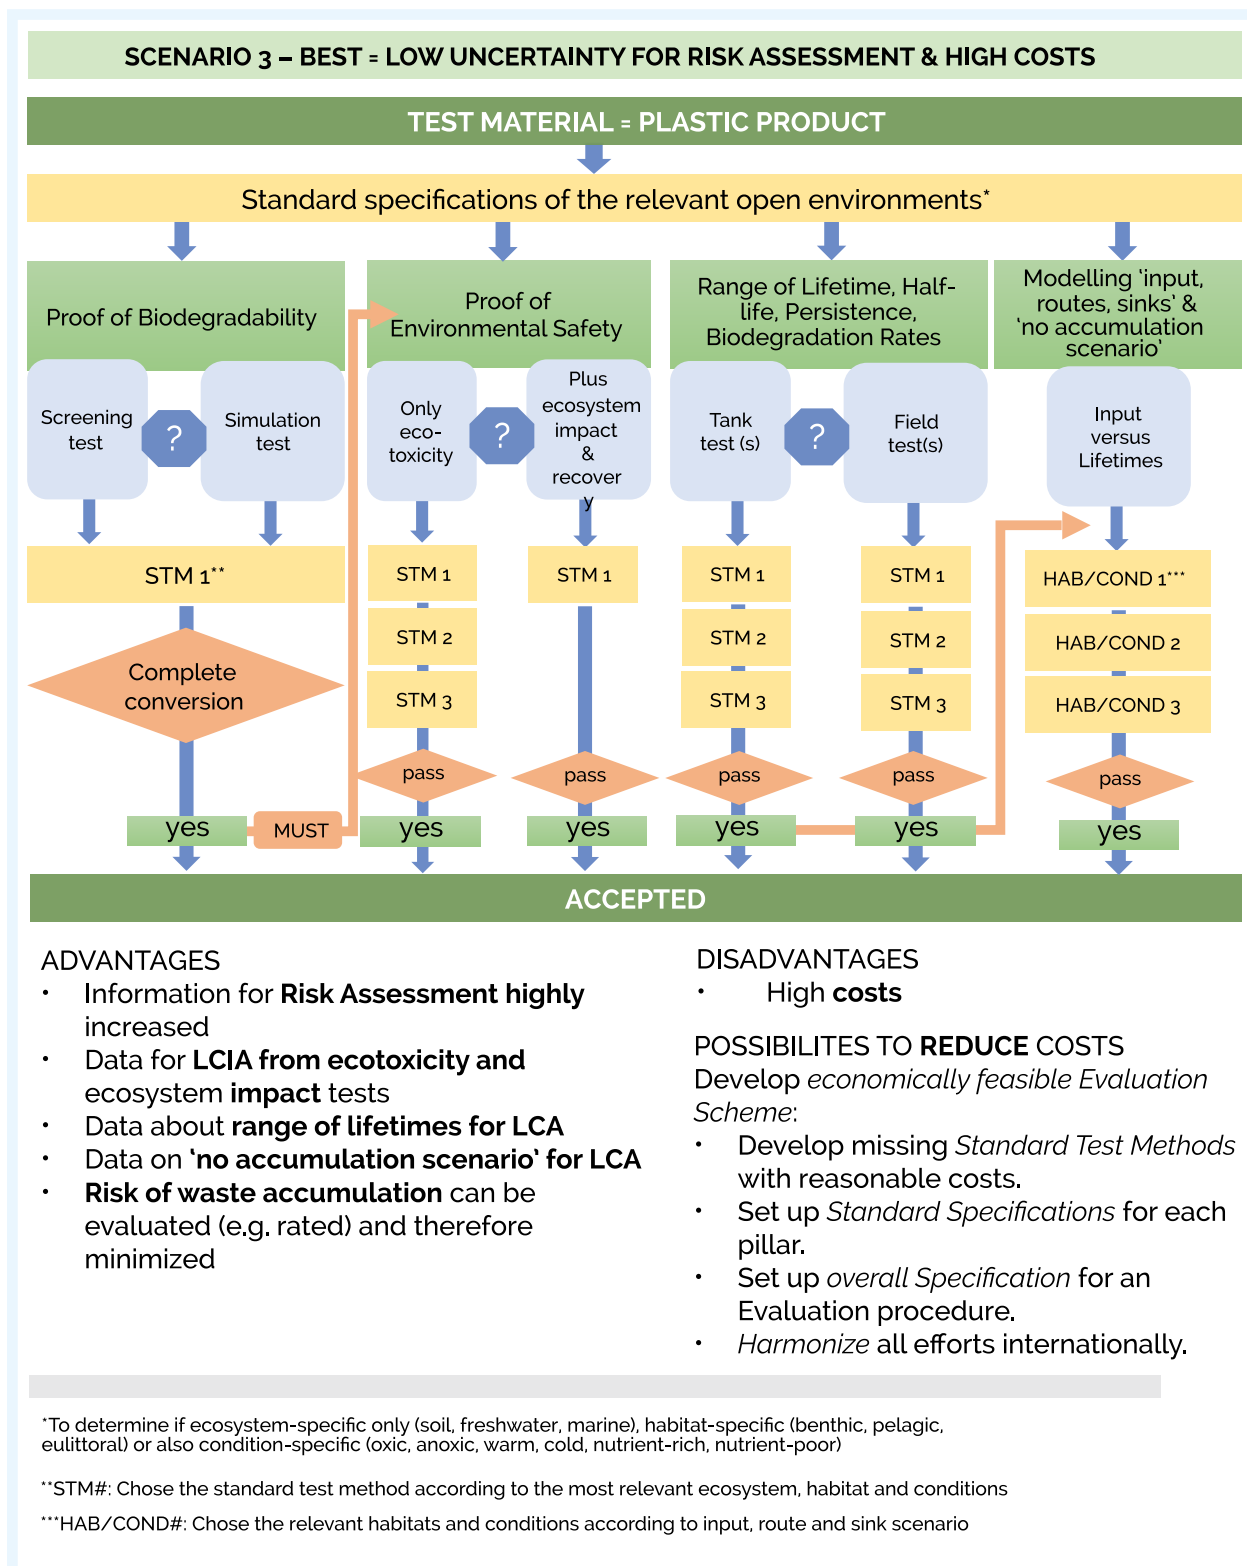 SCENARIO 3 – BEST = LOW UNCERTAINTY FOR RISK ASSESSMENT & HIGH COSTS
TEST MATERIAL = PLASTIC PRODUCT
Standard specifications of the relevant open environments*
Proof of Biodegradability
Proof of
Environmental Safety
Range of Lifetime, Half-
life, Persistence,
Biodegradation Rates
Modelling ‘input,
routes, sinks‘ &
‘no accumulation
scenario‘
Screening
test
?
Simulation
test
Only
eco-
toxicity
?
Plus
ecosystem
impact
&
recover
y
Tank
test (s)
?
Field
test(s)
Input
versus
Lifetimes
STM 1**
STM 1
STM 1
STM 1
STM 1
HAB/COND 1***
STM 2
STM 2
STM 2
HAB/COND 2
Complete
conversion
STM 3
STM 3
STM 3
HAB/COND 3
pass
pass
pass
pass
pass
yes
MUST
yes
yes
yes
yes
yes
ACCEPTED
ADVANTAGES
• Information for Risk Assessment highly
increased
• Data for LCIA from ecotoxicity and
ecosystem impact tests
• Data about range of lifetimes for LCA
• Data on ‘no accumulation scenario‘ for LCA
• Risk of waste accumulation can be
evaluated (e.g. rated) and therefore
minimized
DISADVANTAGES
• High costs
POSSIBILITES TO REDUCE COSTS
Develop economically feasible Evaluation
Scheme:
• Develop missing Standard Test Methods
with reasonable costs.
• Set up Standard Specifications for each
pillar.
• Set up overall Specification for an
Evaluation procedure.
• Harmonize all efforts internationally.
*To determine if ecosystem-specific only (soil, freshwater, marine), habitat-specific (benthic, pelagic,
eulittoral) or also condition-specific (oxic, anoxic, warm, cold, nutrient-rich, nutrient-poor)
**STM#: Chose the standard test method according to the most relevant ecosystem, habitat and conditions
***HAB/COND#: Chose the relevant habitats and conditions according to input, route and sink scenario